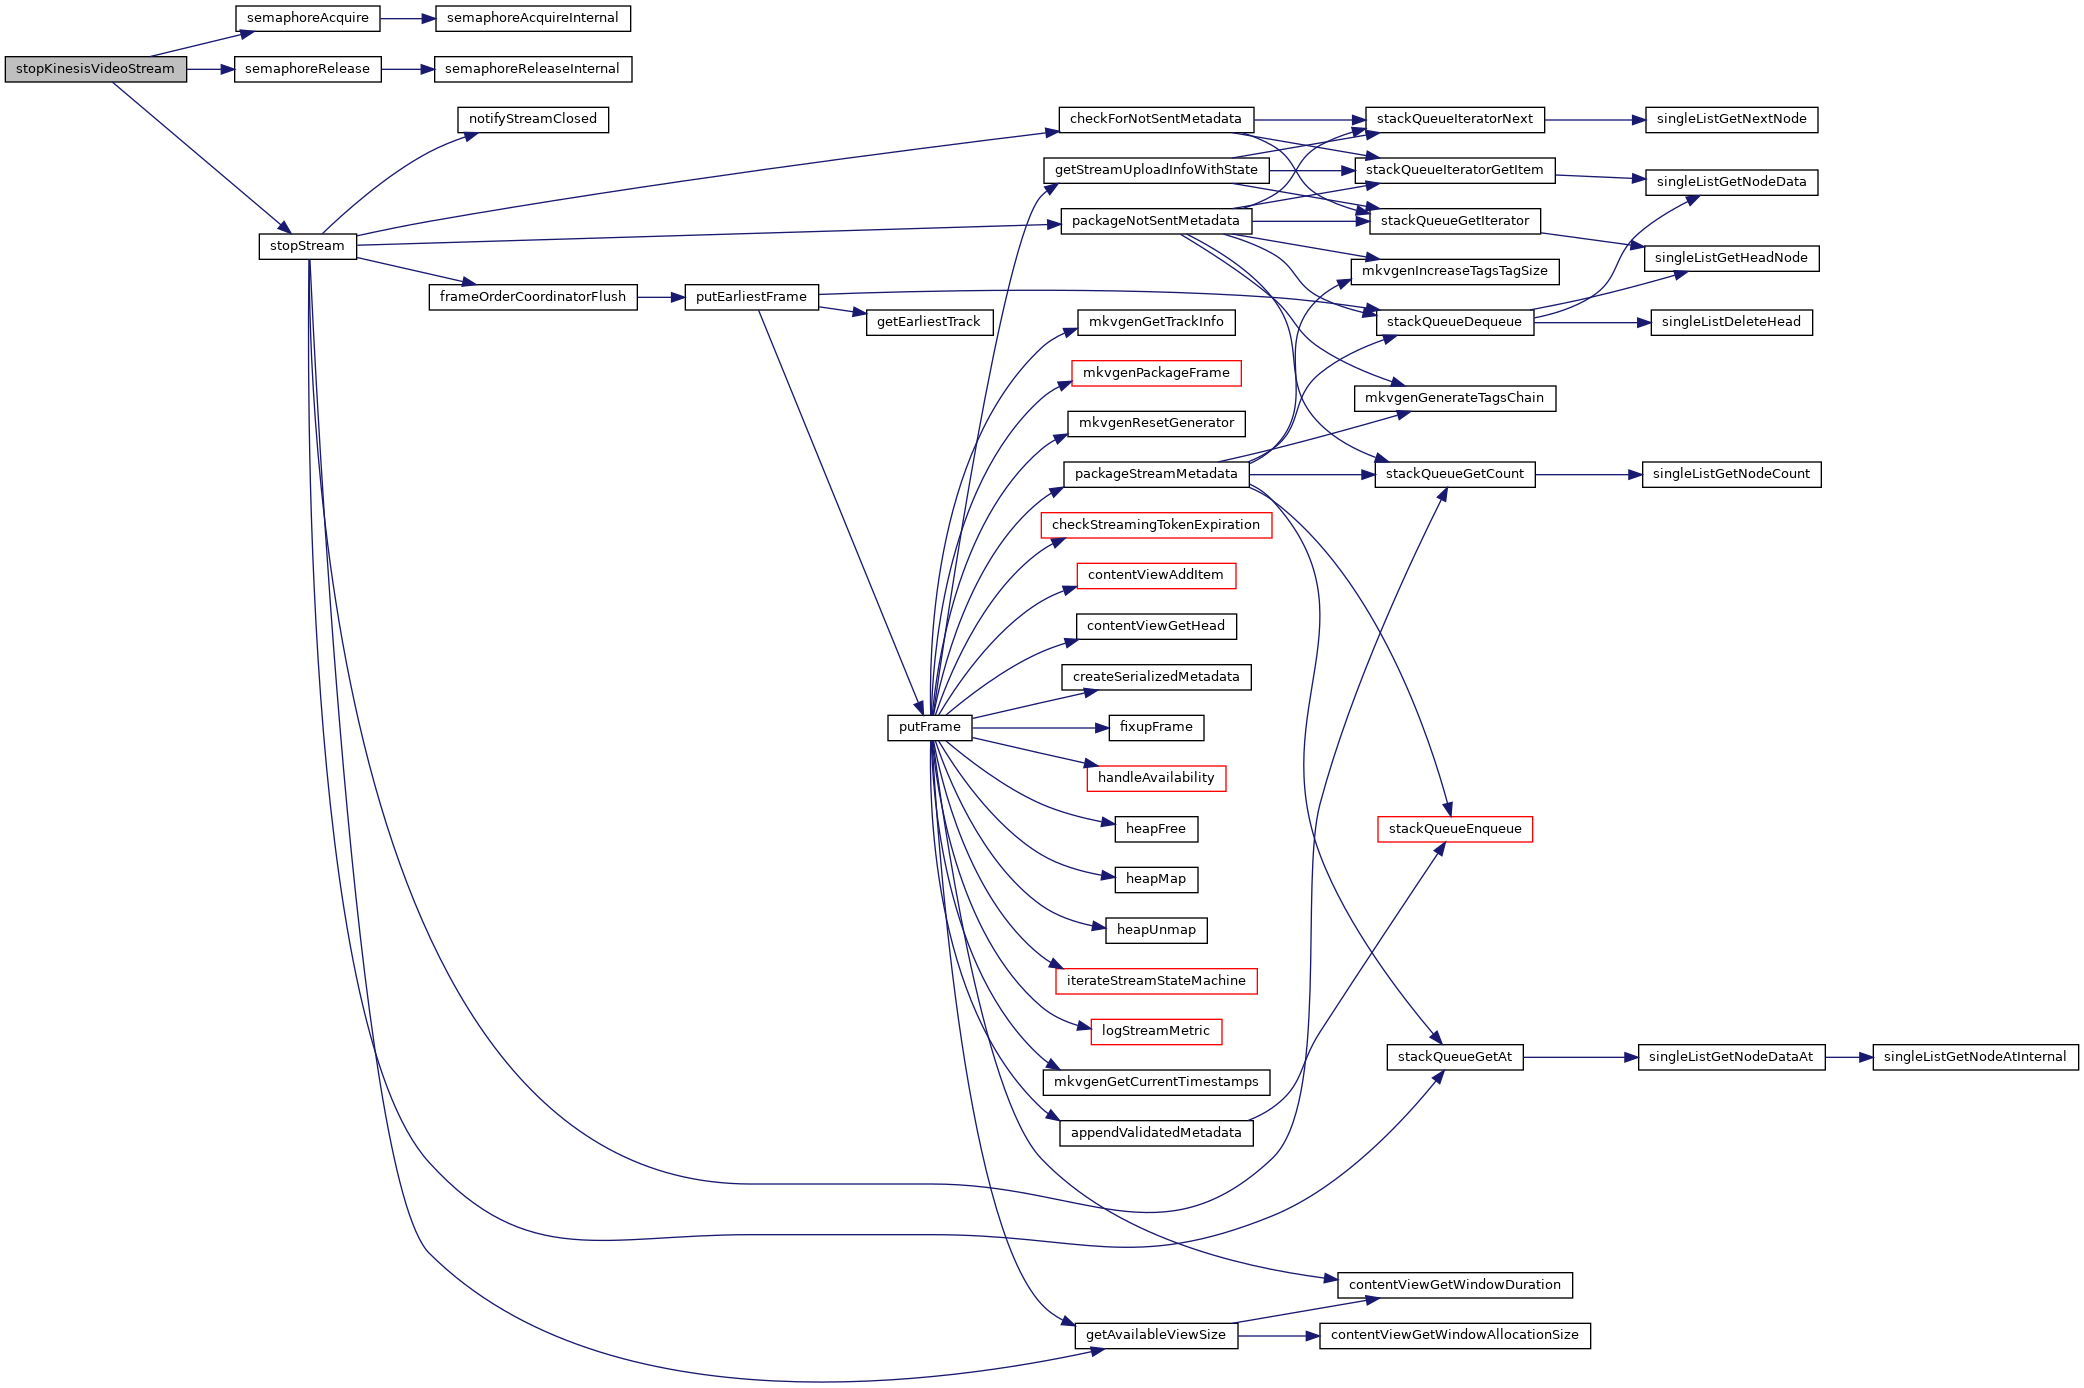 stopKinesisVideoStream
semaphoreAcquire
semaphoreAcquireInternal
semaphoreRelease
semaphoreReleaseInternal
stopStream
notifyStreamClosed
frameOrderCoordinatorFlush
putEarliestFrame
getEarliestTrack
putFrame
checkForNotSentMetadata
getStreamUploadInfoWithState
packageNotSentMetadata
mkvgenGetTrackInfo
mkvgenPackageFrame
mkvgenResetGenerator
packageStreamMetadata
checkStreamingTokenExpiration
contentViewAddItem
contentViewGetHead
createSerializedMetadata
fixupFrame
handleAvailability
heapFree
heapMap
heapUnmap
iterateStreamStateMachine
logStreamMetric
mkvgenGetCurrentTimestamps
appendValidatedMetadata
getAvailableViewSize
stackQueueIteratorNext
stackQueueIteratorGetItem
stackQueueGetIterator
mkvgenIncreaseTagsTagSize
stackQueueDequeue
mkvgenGenerateTagsChain
stackQueueGetCount
stackQueueEnqueue
stackQueueGetAt
contentViewGetWindowDuration
contentViewGetWindowAllocationSize
singleListGetNextNode
singleListGetNodeData
singleListGetHeadNode
singleListDeleteHead
singleListGetNodeCount
singleListGetNodeDataAt
singleListGetNodeAtInternal